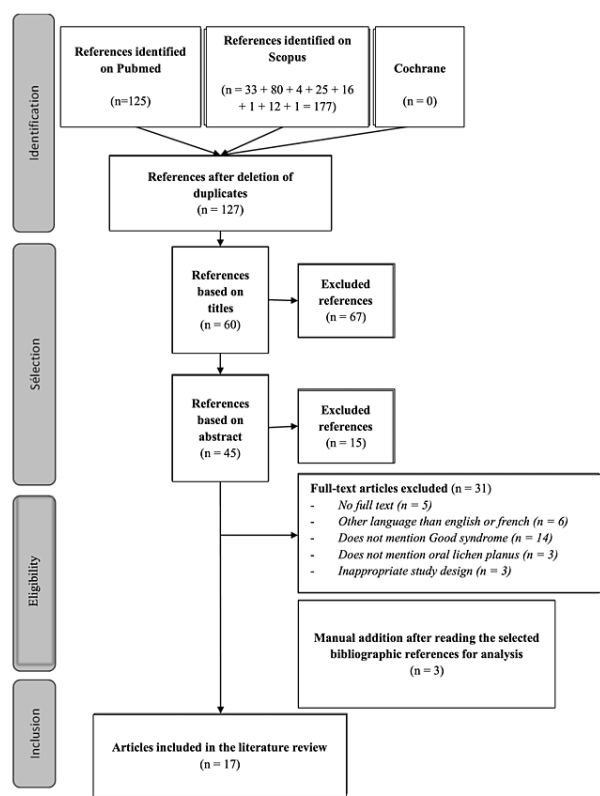 Identification
References identified
on Pubmed
(n=125)
References identified on
Scopus
(n = 33 + 80 + 4 + 25 + 16
+ 1 + 12 + 1 = 177)
Cochrane
(n = 0)
References after deletion of
duplicates
(n = 127)
Sélection
References
based on
titles
(n = 60)
Excluded
references
(n = 67)
References
based on
abstract
(n = 45)
Excluded
references
(n = 15)
Eligibility
Full-text articles excluded (n = 31)
- No full text (n = 5)
- Other language than english or french (n = 6)
- Does not mention Good syndrome (n = 14)
- Does not mention oral lichen planus (n = 3)
- Inappropriate study design (n = 3)
Manual addition after reading the selected
bibliographic references for analysis
(n = 3)
Inclusion
Articles included in the literature review
(n = 17)